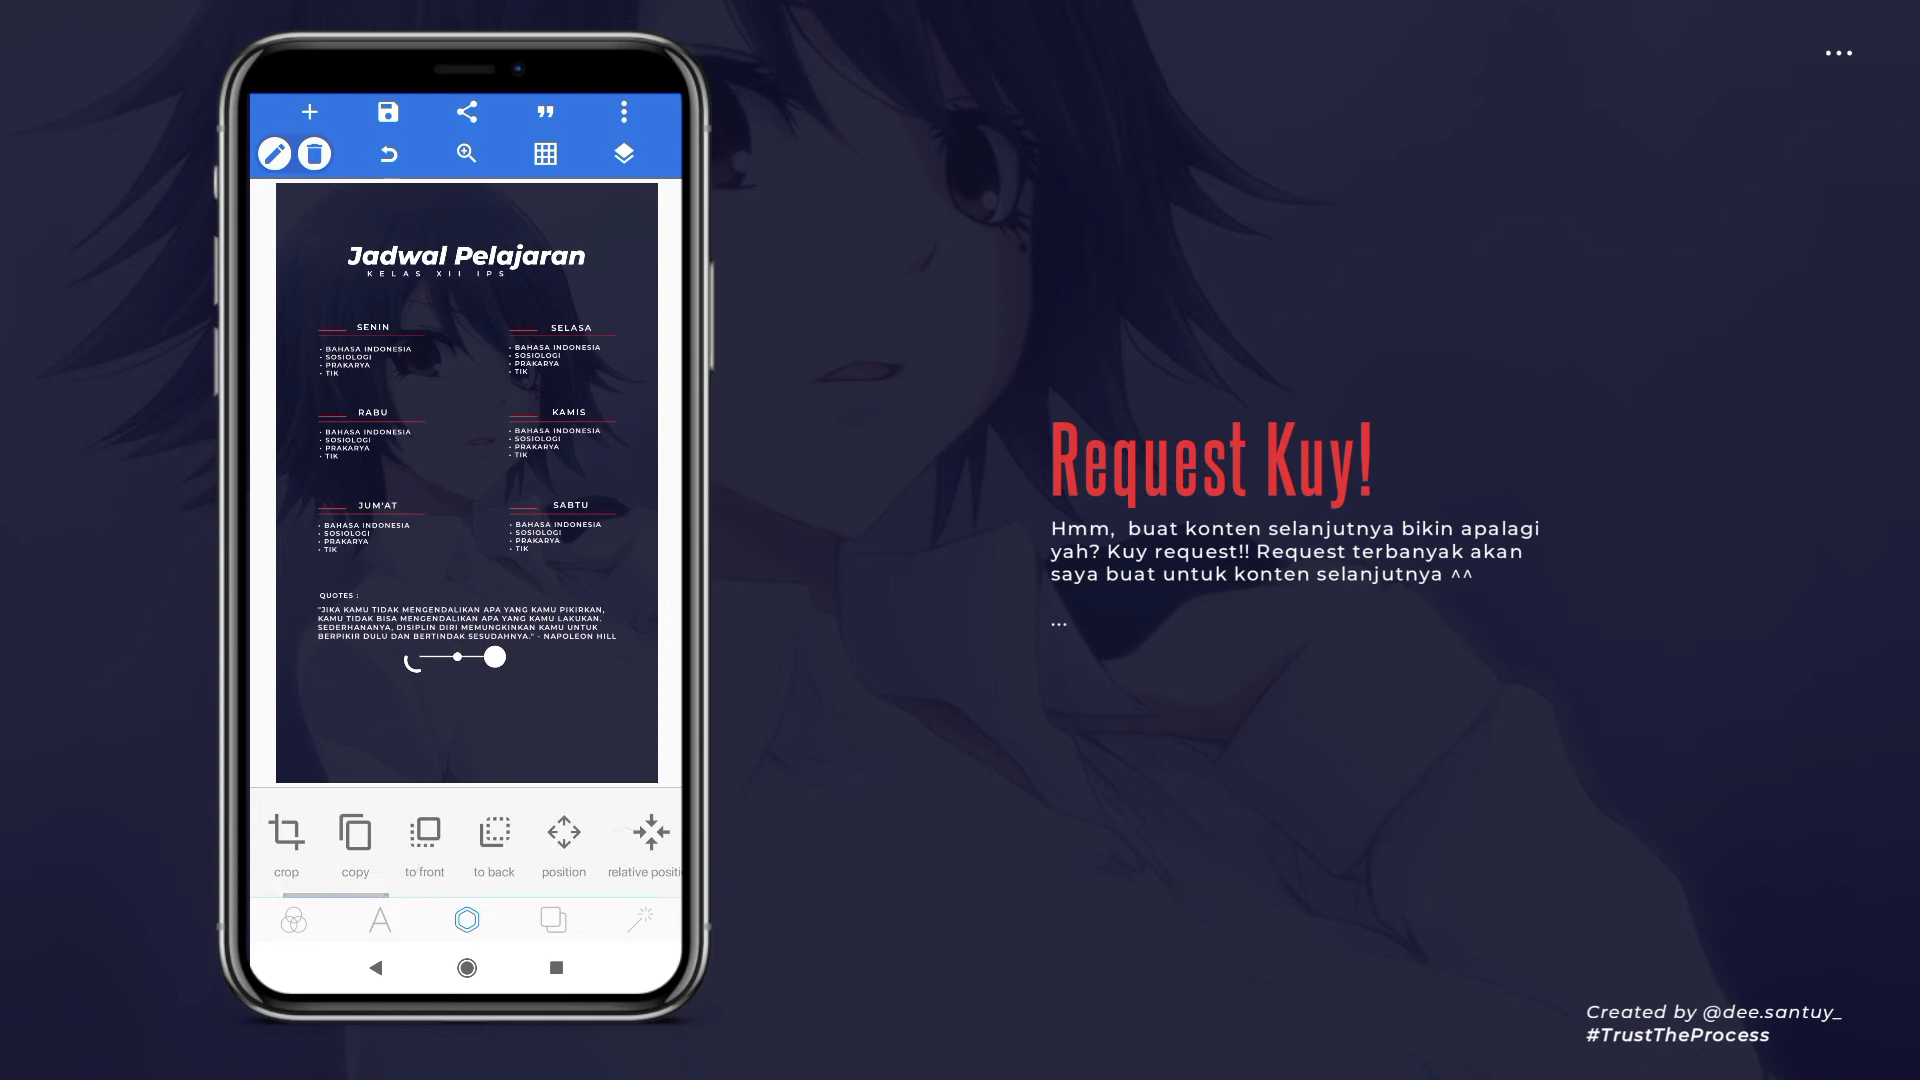 Jadwal Pelajaran
KELAS XII IPS
SENIN
• BAHASA INDONESIA
• SOSIOLOGI
• PRAKARYA
• TIK
SELASA
• BAHASA INDONESIA
• SOSIOLOGI
• PRAKARYA
• TIK
RABU
• BAHASA INDONESIA
• SOSIOLOGI
• PRAKARYA
• TIK
KAMIS
• BAHASA INDONESIA
• SOSIOLOGI
• PRAKARYA
• TIK
JUM'AT
• BAHASA INDONESIA
• SOSIOLOGI
• PRAKARYA
• TIK
SABTU
• BAHASA INDONESIA
• SOSIOLOGI
• PRAKARYA
• TIK
QUOTES :
"JIKA KAMU TIDAK MENGENDALIKAN APA YANG KAMU PIKIRKAN,
KAMU TIDAK BISA MENGENDALIKAN APA YANG KAMU LAKUKAN.
SEDERHANANYA, DISIPLIN DIRI MEMUNGKINKAN KAMU UNTUK
BERPIKIR DULU DAN BERTINDAK SESUDAHNYA." - NAPOLEON HILL
crop copy to front to back position relative positi
Request Kuy!
Hmm, buat konten selanjutnya bikin apalagi
yah? Kuy request!! Request terbanyak akan
saya buat untuk konten selanjutnya ^^
...
Created by @dee.santuy_
#TrustTheProcess